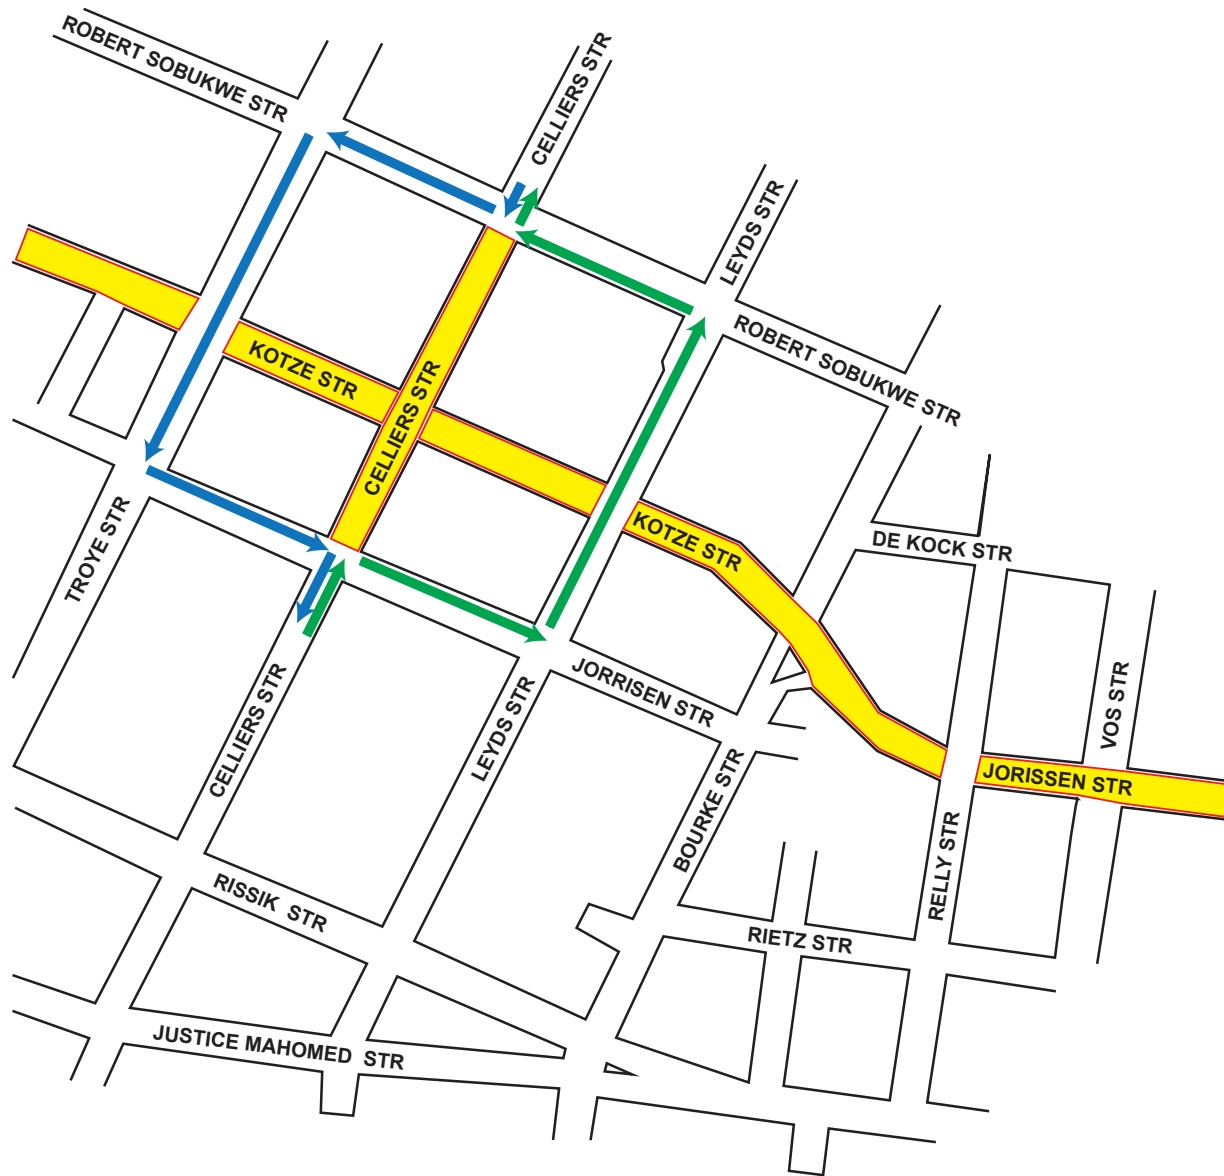 ROBERT SOBUKWE STR
CELLIERS STR
LEYDS STR
ROBERT SOBUKWE STR
KOTZE STR
CELLIERS STR
KOTZE STR
DE KOCK STR
TROYE STR
CELLIERS STR
LEYDS STR
JORRISEN STR
VOS STR
JORISSEN STR
BOURKE STR
RELLY STR
RISSIK STR
RIETZ STR
JUSTICE MAHOMED STR